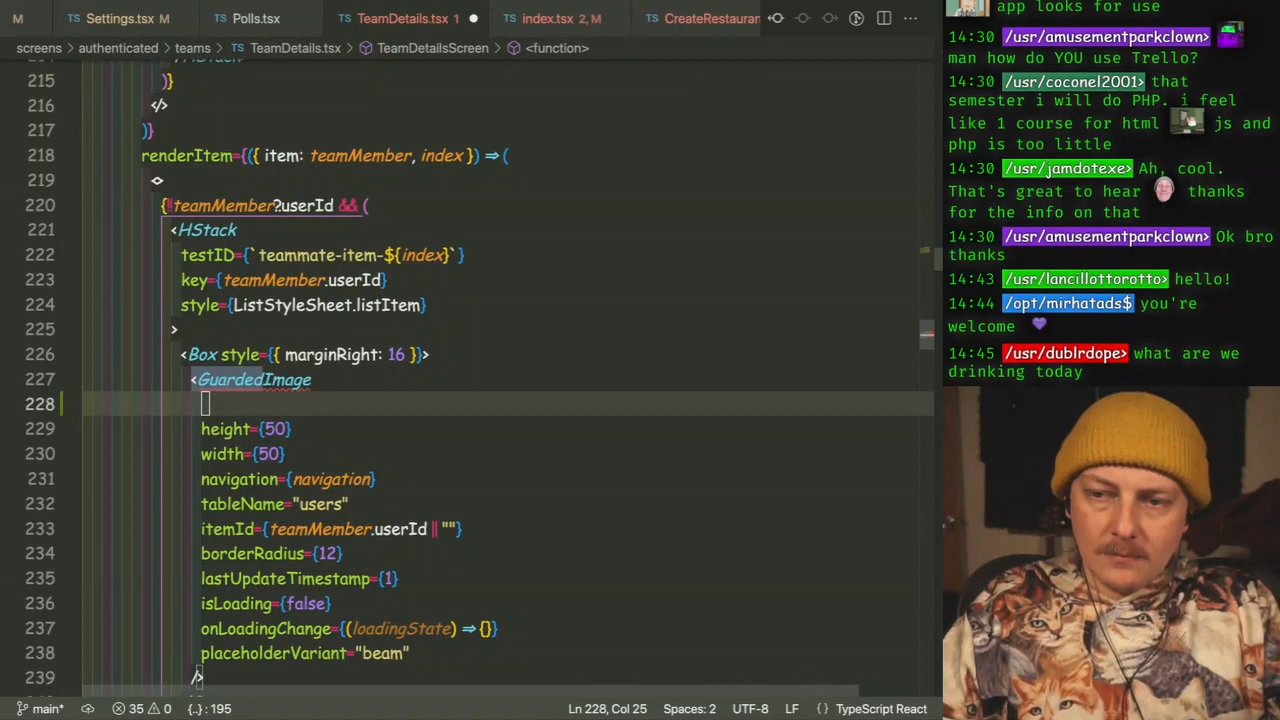 M
Settings.tsx M
Polls.tsx
TeamDetails.tsx 1
index.tsx 2, M
CreateRestauran
screens > authenticated > teams > TS TeamDetails.tsx > TeamDetailsScreen > <function>
215 )}
216 </>
217 )}
218 renderItem={({ item: teamMember, index }) => (
219 <>
220 {!!teamMember?.userId && (
221 <HStack
222 testID={`teammate-item-${index}`}
223 key={teamMember.userId}
224 style={ListStyleSheet.listItem}
225 >
226 <Box style={{ marginRight: 16 }}>
227 <GuardedImage
228
229 height={50}
230 width={50}
231 navigation={navigation}
232 tableName="users"
233 itemId={teamMember.userId || ""}
234 borderRadius={12}
235 lastUpdateTimestamp={1}
236 isLoading={false}
237 onLoadingChange={(loadingState) => {}}
238 placeholderVariant="beam"
239 />
main* 35 0 {..}: 195 Ln 228, Col 25 Spaces: 2 UTF-8 LF {} TypeScript React
app looks for use
14:30 /usr/amusementparkclown>
man how do YOU use Trello?
14:30 /usr/coconel2001> that
semester i will do PHP. i feel
like 1 course for html js and
php is too little
14:30 /usr/jamdotexe> Ah, cool.
That's great to hear thanks
for the info on that
14:30 /usr/amusementparkclown> Ok bro
thanks
14:43 /usr/lancillottorotto> hello!
14:44 /opt/mirhatads$ you're
welcome
14:45 /usr/dublrdope> what are we
drinking today